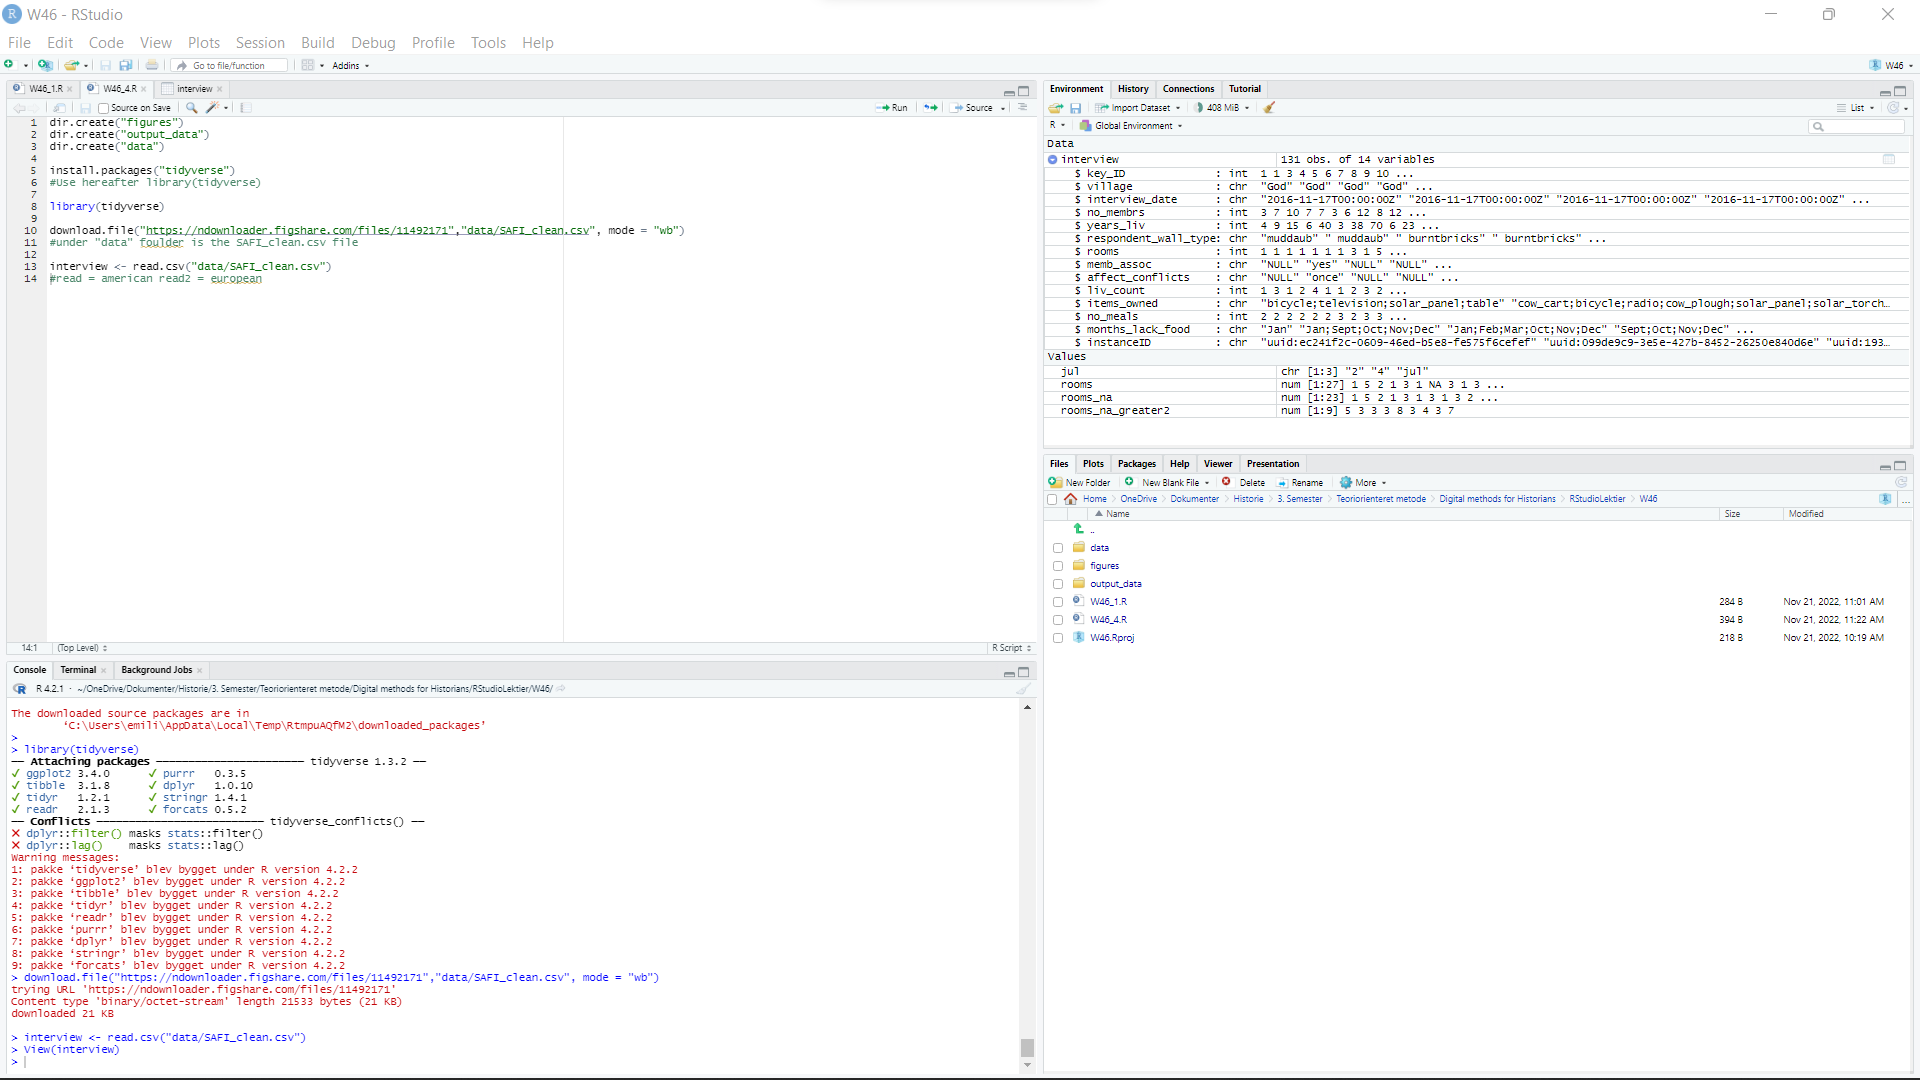 W46 - RStudio
File Edit Code View Plots Session Build Debug Profile Tools Help
Go to file/function Addins W46
W46_1.R W46_4.R interview
Source on Save Run Source
1 dir.create("figures")
2 dir.create("output_data")
3 dir.create("data")
4
5 install.packages("tidyverse")
6 #Use hereafter library(tidyverse)
7
8 library(tidyverse)
9
10 download.file("https://ndownloader.figshare.com/files/11492171","data/SAFI_clean.csv", mode = "wb")
11 #under "data" foulder is the SAFI_clean.csv file
12
13 interview <- read.csv("data/SAFI_clean.csv")
14 #read = american read2 = european
14:1 (Top Level) R Script
Console Terminal Background Jobs
R 4.2.1 · ~/OneDrive/Dokumenter/Historie/3. Semester/Teoriorienteret metode/Digital methods for Historians/RStudioLektier/W46/
The downloaded source packages are in
‘C:\Users\emili\AppData\Local\Temp\RtmpuAQfM2\downloaded_packages’
>
> library(tidyverse)
── Attaching packages ─────────────────────── tidyverse 1.3.2 ──
✓ ggplot2 3.4.0 ✓ purrr 0.3.5
✓ tibble 3.1.8 ✓ dplyr 1.0.10
✓ tidyr 1.2.1 ✓ stringr 1.4.1
✓ readr 2.1.3 ✓ forcats 0.5.2
── Conflicts ────────────────────────── tidyverse_conflicts() ──
✗ dplyr::filter() masks stats::filter()
✗ dplyr::lag() masks stats::lag()
Warning messages:
1: pakke ‘tidyverse’ blev bygget under R version 4.2.2
2: pakke ‘ggplot2’ blev bygget under R version 4.2.2
3: pakke ‘tibble’ blev bygget under R version 4.2.2
4: pakke ‘tidyr’ blev bygget under R version 4.2.2
5: pakke ‘readr’ blev bygget under R version 4.2.2
6: pakke ‘purrr’ blev bygget under R version 4.2.2
7: pakke ‘dplyr’ blev bygget under R version 4.2.2
8: pakke ‘stringr’ blev bygget under R version 4.2.2
9: pakke ‘forcats’ blev bygget under R version 4.2.2
> download.file("https://ndownloader.figshare.com/files/11492171","data/SAFI_clean.csv", mode = "wb")
trying URL 'https://ndownloader.figshare.com/files/11492171'
Content type 'binary/octet-stream' length 21533 bytes (21 KB)
downloaded 21 KB

> interview <- read.csv("data/SAFI_clean.csv")
> View(interview)
>
Environment History Connections Tutorial
Import Dataset 408 MiB List
R Global Environment
Data
interview 131 obs. of 14 variables
$ key_ID : int 1 1 3 4 5 6 7 8 9 10 ...
$ village : chr "God" "God" "God" "God" ...
$ interview_date : chr "2016-11-17T00:00:00Z" "2016-11-17T00:00:00Z" "2016-11-17T00:00:00Z" "2016-11-17T00:00:00Z" ...
$ no_membrs : int 3 7 10 7 7 3 6 12 8 12 ...
$ years_liv : int 4 9 15 6 40 3 38 70 6 23 ...
$ respondent_wall_type: chr "muddaub" " muddaub" " burntbricks" " burntbricks" ...
$ rooms : int 1 1 1 1 1 1 1 3 1 5 ...
$ memb_assoc : chr "NULL" "yes" "NULL" "NULL" ...
$ affect_conflicts : chr "NULL" "once" "NULL" "NULL" ...
$ liv_count : int 1 3 1 2 4 1 1 2 3 2 ...
$ items_owned : chr "bicycle;television;solar_panel;table" "cow_cart;bicycle;radio;cow_plough;solar_panel;solar_torch…
$ no_meals : int 2 2 2 2 2 2 3 2 3 3 ...
$ months_lack_food : chr "Jan" "Jan;Sept;Oct;Nov;Dec" "Jan;Feb;Mar;Oct;Nov;Dec" "Sept;Oct;Nov;Dec" ...
$ instanceID : chr "uuid:ec241f2c-0609-46ed-b5e8-fe575f6cefef" "uuid:099de9c9-3e5e-427b-8452-26250e840d6e" "uuid:193…
Values
jul chr [1:3] "2" "4" "jul"
rooms num [1:27] 1 5 2 1 3 1 NA 3 1 3 ...
rooms_na num [1:23] 1 5 2 1 3 1 3 1 3 2 ...
rooms_na_greater2 num [1:9] 5 3 3 3 8 3 4 3 7
Files Plots Packages Help Viewer Presentation
New Folder New Blank File Delete Rename More
Home OneDrive Dokumenter Historie 3. Semester Teoriorienteret metode Digital methods for Historians RStudioLektier W46 ...
Name Size Modified
..
data
figures
output_data
W46_1.R 284 B Nov 21, 2022, 11:01 AM
W46_4.R 394 B Nov 21, 2022, 11:22 AM
W46.Rproj 218 B Nov 21, 2022, 10:19 AM